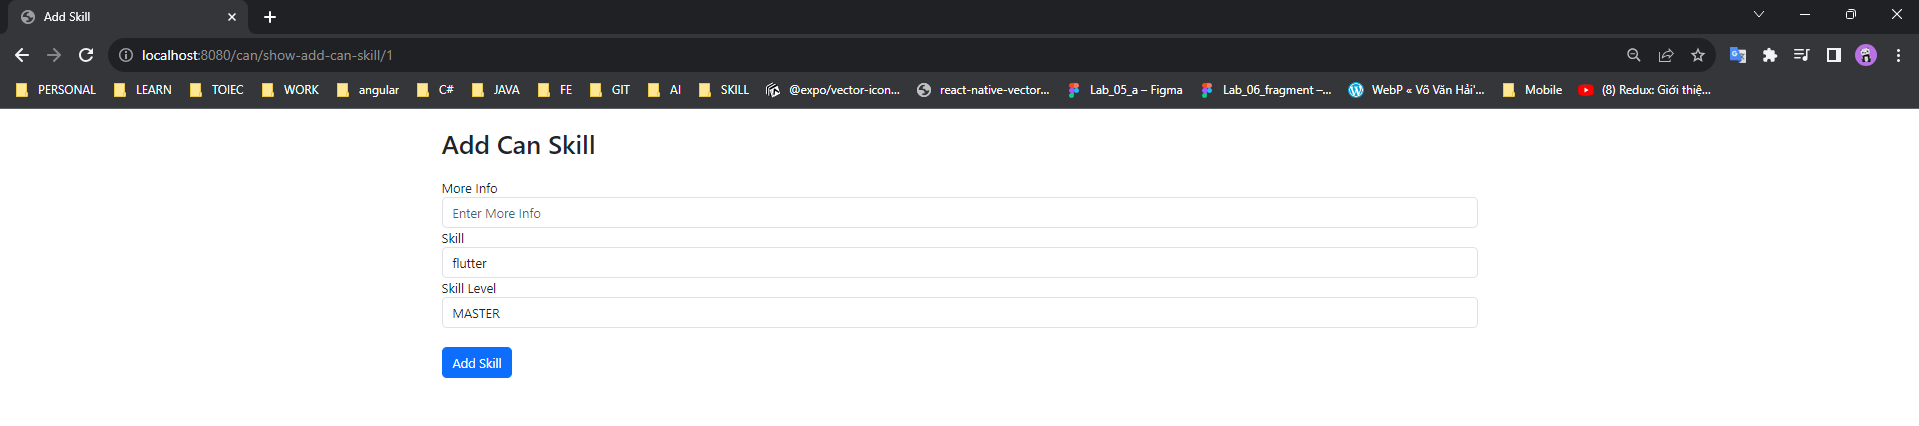 Add Skill
localhost:8080/can/show-add-can-skill/1
PERSONAL LEARN TOIEC WORK angular C# JAVA FE GIT AI SKILL @expo/vector-icon... react-native-vector... Lab_05_a – Figma Lab_06_fragment –... WebP « Võ Văn Hải'... Mobile (8) Redux: Giới thiệ...
Add Can Skill
More Info
Enter More Info
Skill
flutter
Skill Level
MASTER
Add Skill